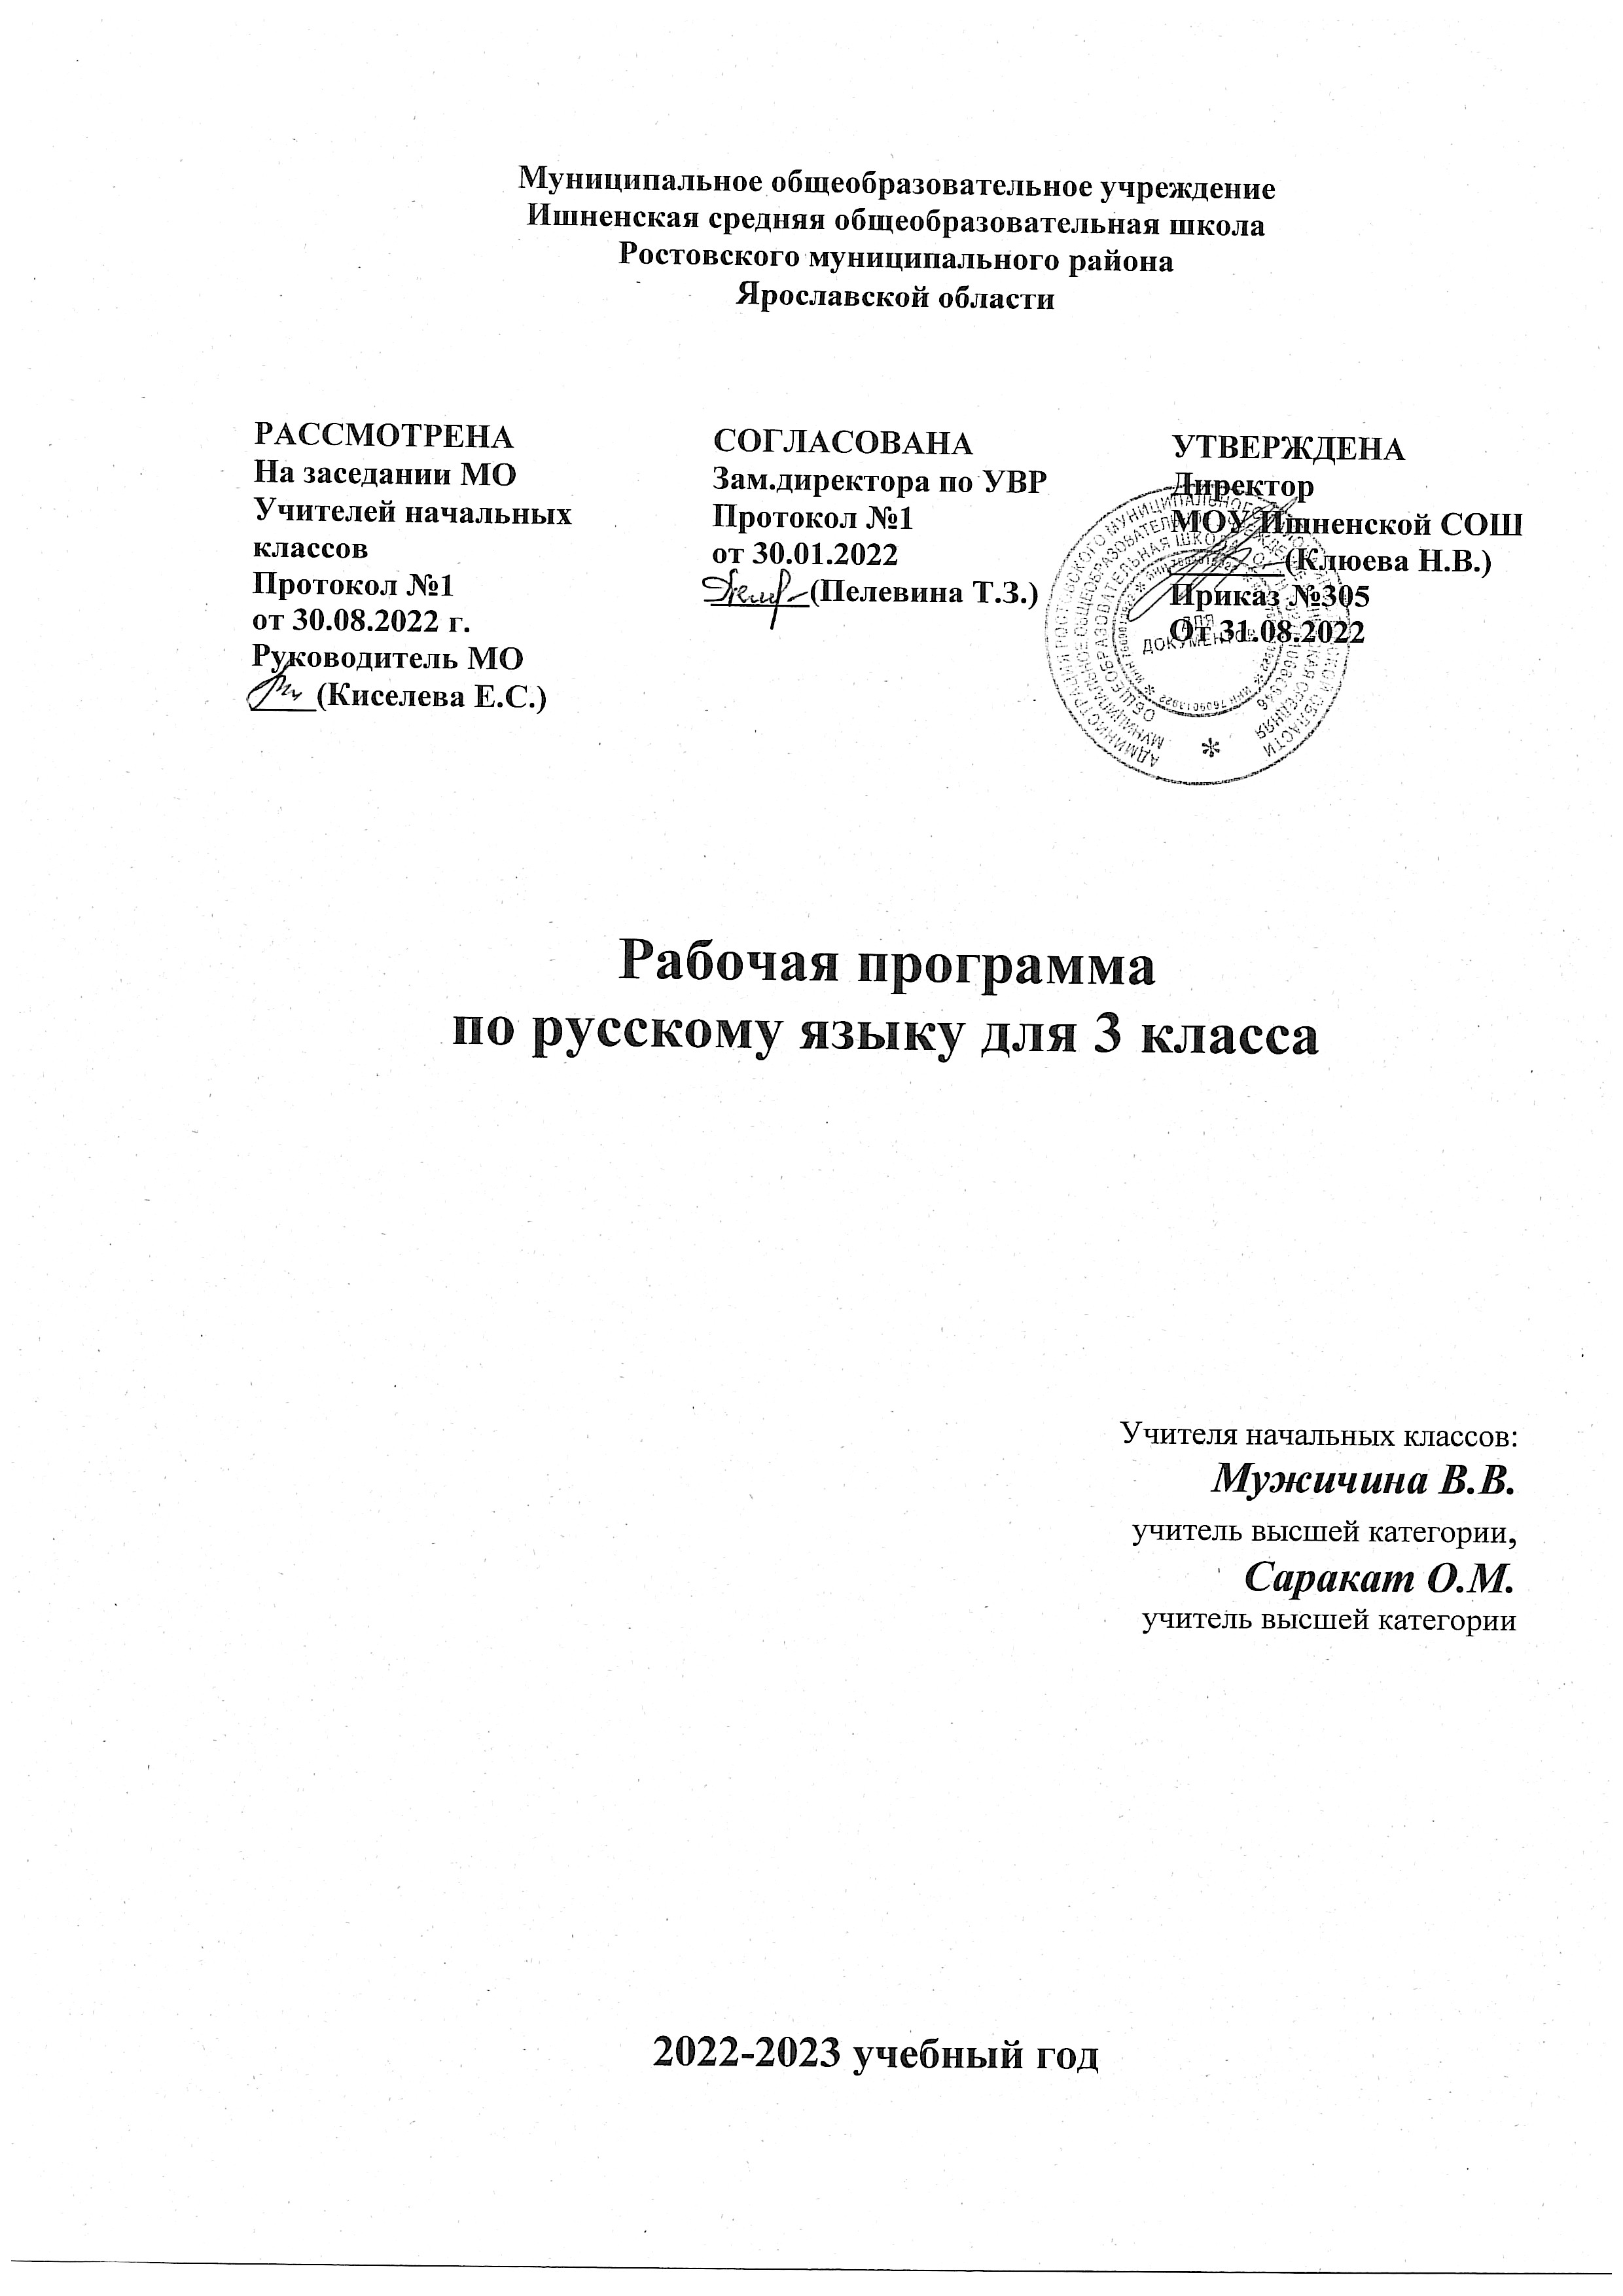 Муниципальное общеобразовательное учреждение
Ишненская средняя общеобразовательная школа
Ростовского муниципального района
Ярославской области
РАССМОТРЕНА
На заседании МО
Учителей начальных
классов
Протокол №1
от 30.08.2022 г.
Руководитель МО
(Киселева Е.С.)
СОГЛАСОВАНА
Зам.директора по УВР
Протокол №1
от 30.01.2022
(Пелевина Т.З.)
УТВЕРЖДЕНА
Директор
МОУ Ишненской СОШ
(Клюева Н.В.)
Приказ №305
От 31.08.2022
ДЛЯ
ДОКУМЕНТОВ
Рабочая программа
по русскому языку для 3 класса
Учителя начальных классов:
Мужичина В.В.
учитель высшей категории,
Саракат О.М.
учитель высшей категории
2022-2023 учебный год